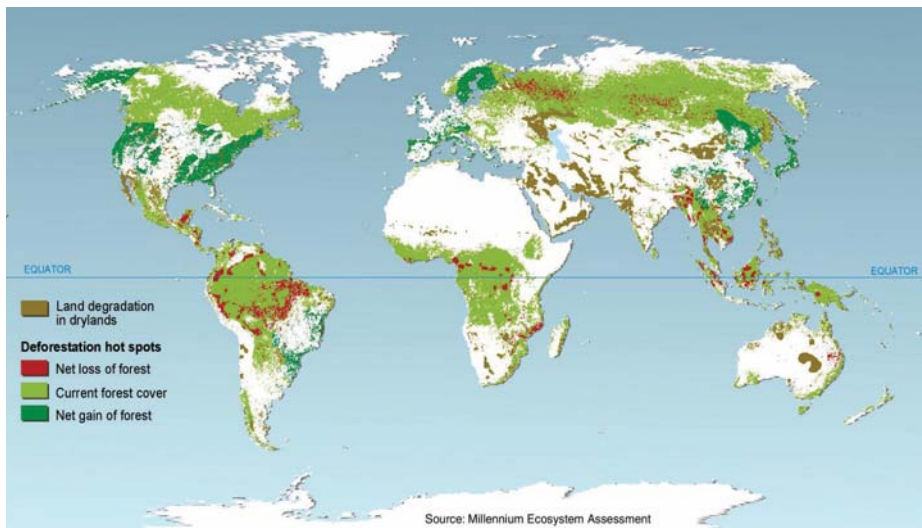 EQUATOR
EQUATOR
Land degradation
in drylands
Deforestation hot spots
Net loss of forest
Current forest cover
Net gain of forest
Source: Millennium Ecosystem Assessment